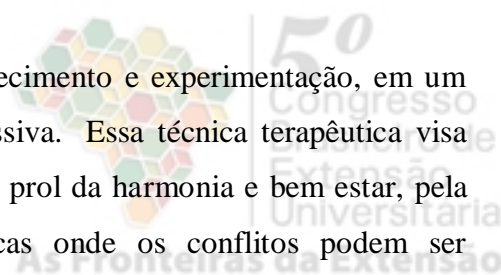 5º
Congresso
ecimento e experimentação, em um
ssiva. Essa técnica terapêutica visa
prol da harmonia e bem estar, pela
Universitária
cas onde os conflitos podem ser
As Fronteiras da Extensão